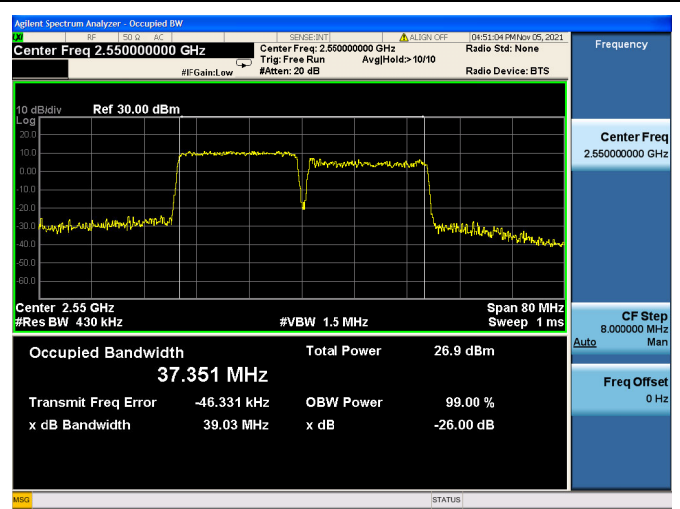 Agilent Spectrum Analyzer - Occupied BW
LXI RF 50 Ω AC SENSE:INT ALIGN OFF 04:51:04 PM Nov 05, 2021
Center Freq 2.550000000 GHz
Center Freq: 2.550000000 GHz Radio Std: None
Trig: Free Run Avg|Hold:> 10/10
#IFGain:Low #Atten: 20 dB Radio Device: BTS
Frequency
10 dB/div Ref 30.00 dBm
Log
20.0
10.0
0.00
-10.0
-20.0
-30.0
-40.0
-50.0
-60.0
Center 2.55 GHz Span 80 MHz
#Res BW 430 kHz #VBW 1.5 MHz Sweep 1 ms
Occupied Bandwidth Total Power 26.9 dBm
37.351 MHz
Transmit Freq Error -46.331 kHz OBW Power 99.00 %
x dB Bandwidth 39.03 MHz x dB -26.00 dB
Center Freq
2.550000000 GHz
CF Step
8.000000 MHz
Auto Man
Freq Offset
0 Hz
MSG STATUS